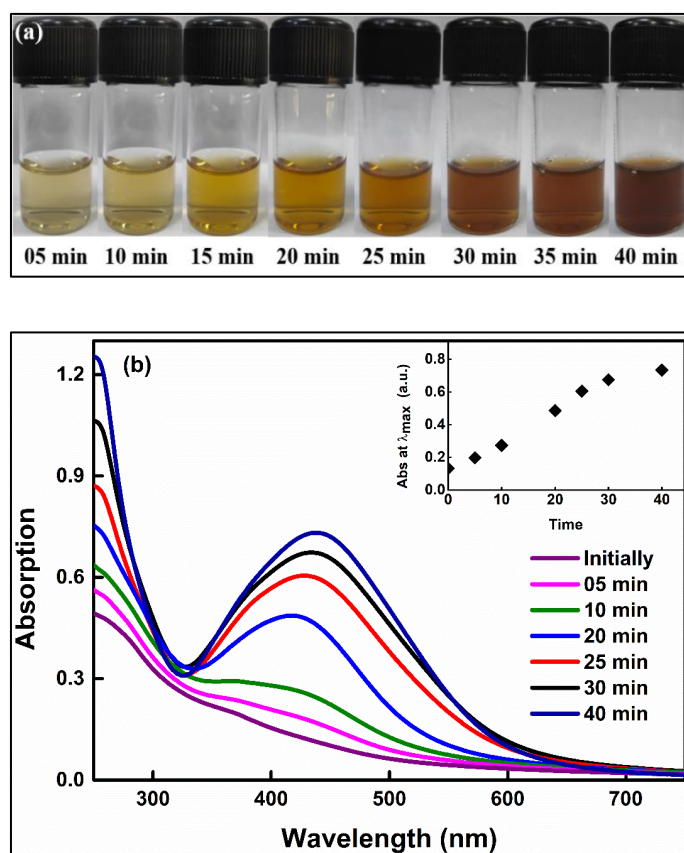 (a)
05 min 10 min 15 min 20 min 25 min 30 min 35 min 40 min
(b)
Absorption
1.2
0.9
0.6
0.3
0.0
300 400 500 600 700
Wavelength (nm)
Abs at λmax (a.u.)
0.8
0.6
0.4
0.2
0.0
0 10 20 30 40
Time
Initially
05 min
10 min
20 min
25 min
30 min
40 min